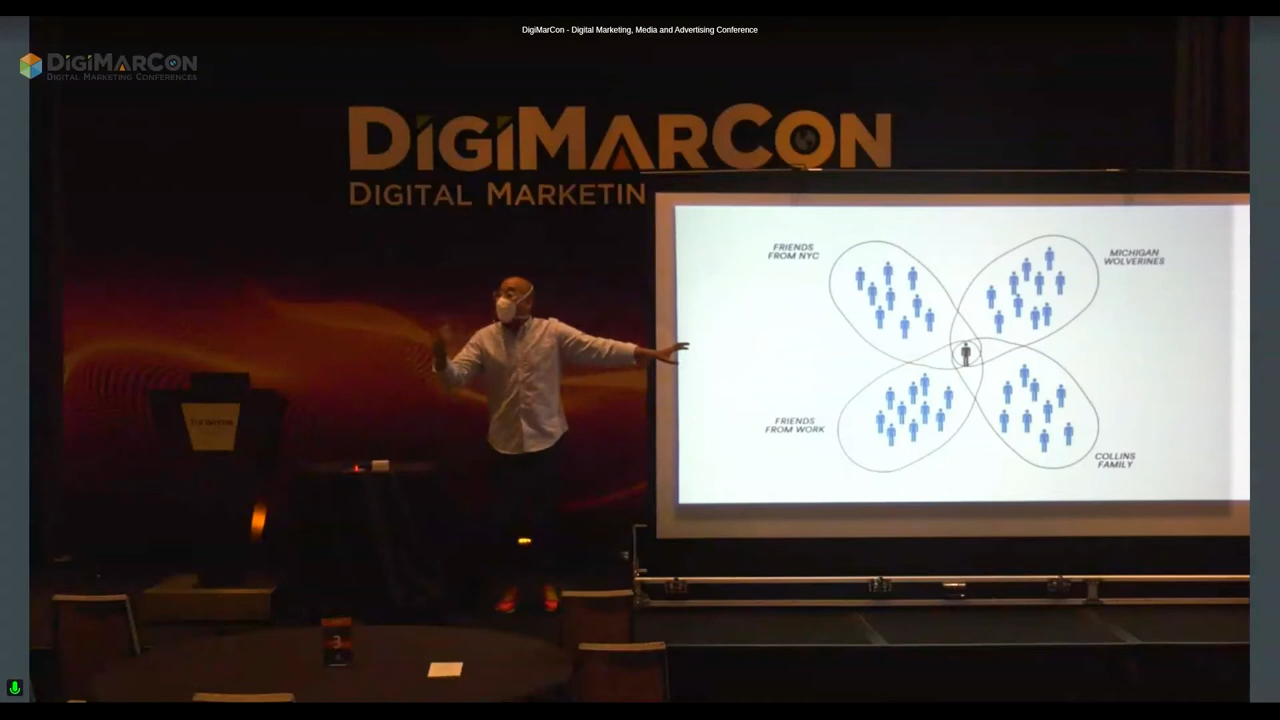 DigiMarCon - Digital Marketing, Media and Advertising Conference
DIGIMARCON
DIGITAL MARKETING CONFERENCES
DIGIMARCON
DIGITAL MARKETIN
FRIENDS
FROM NYC
MICHIGAN
WOLVERINES
FRIENDS
FROM WORK
COLLINS
FAMILY
3